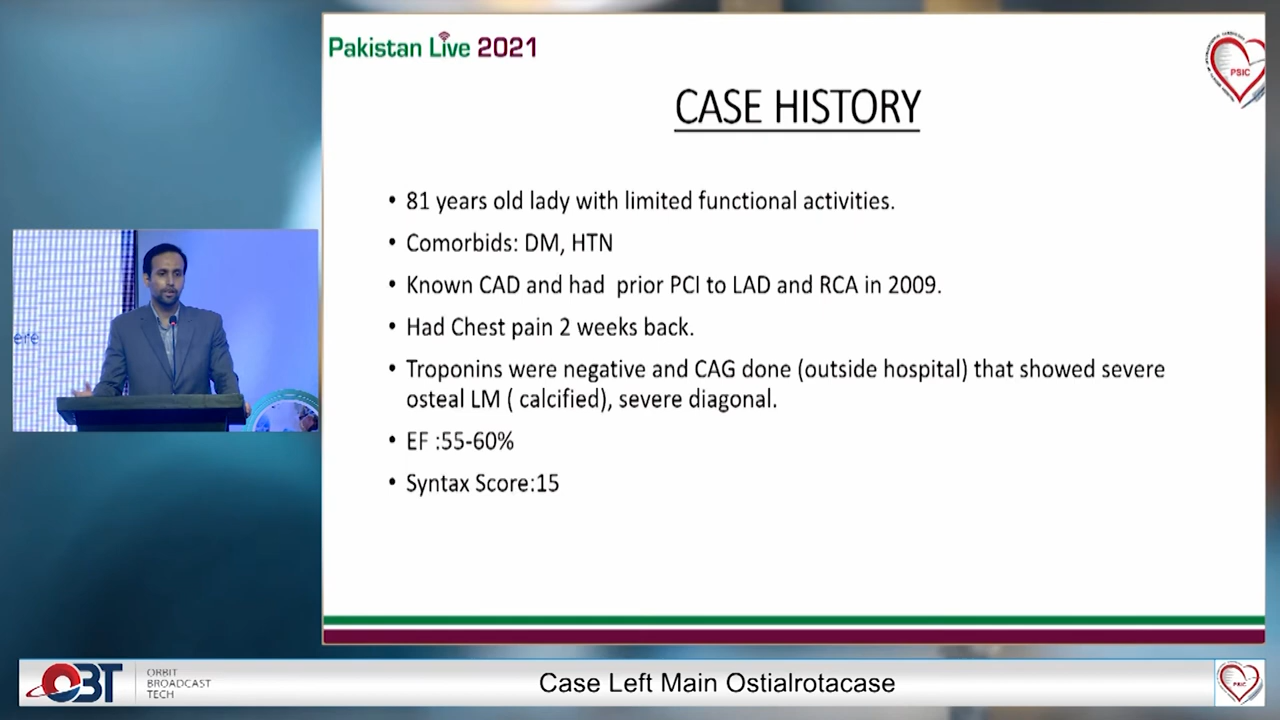 Pakistan Live 2021
PSIC
CASE HISTORY
• 81 years old lady with limited functional activities.
• Comorbids: DM, HTN
• Known CAD and had prior PCI to LAD and RCA in 2009.
• Had Chest pain 2 weeks back.
• Troponins were negative and CAG done (outside hospital) that showed severe
osteal LM ( calcified), severe diagonal.
• EF :55-60%
• Syntax Score:15
ere
OBT
ORBIT
BROADCAST
TECH
Case Left Main Ostialrotacase
PSIC